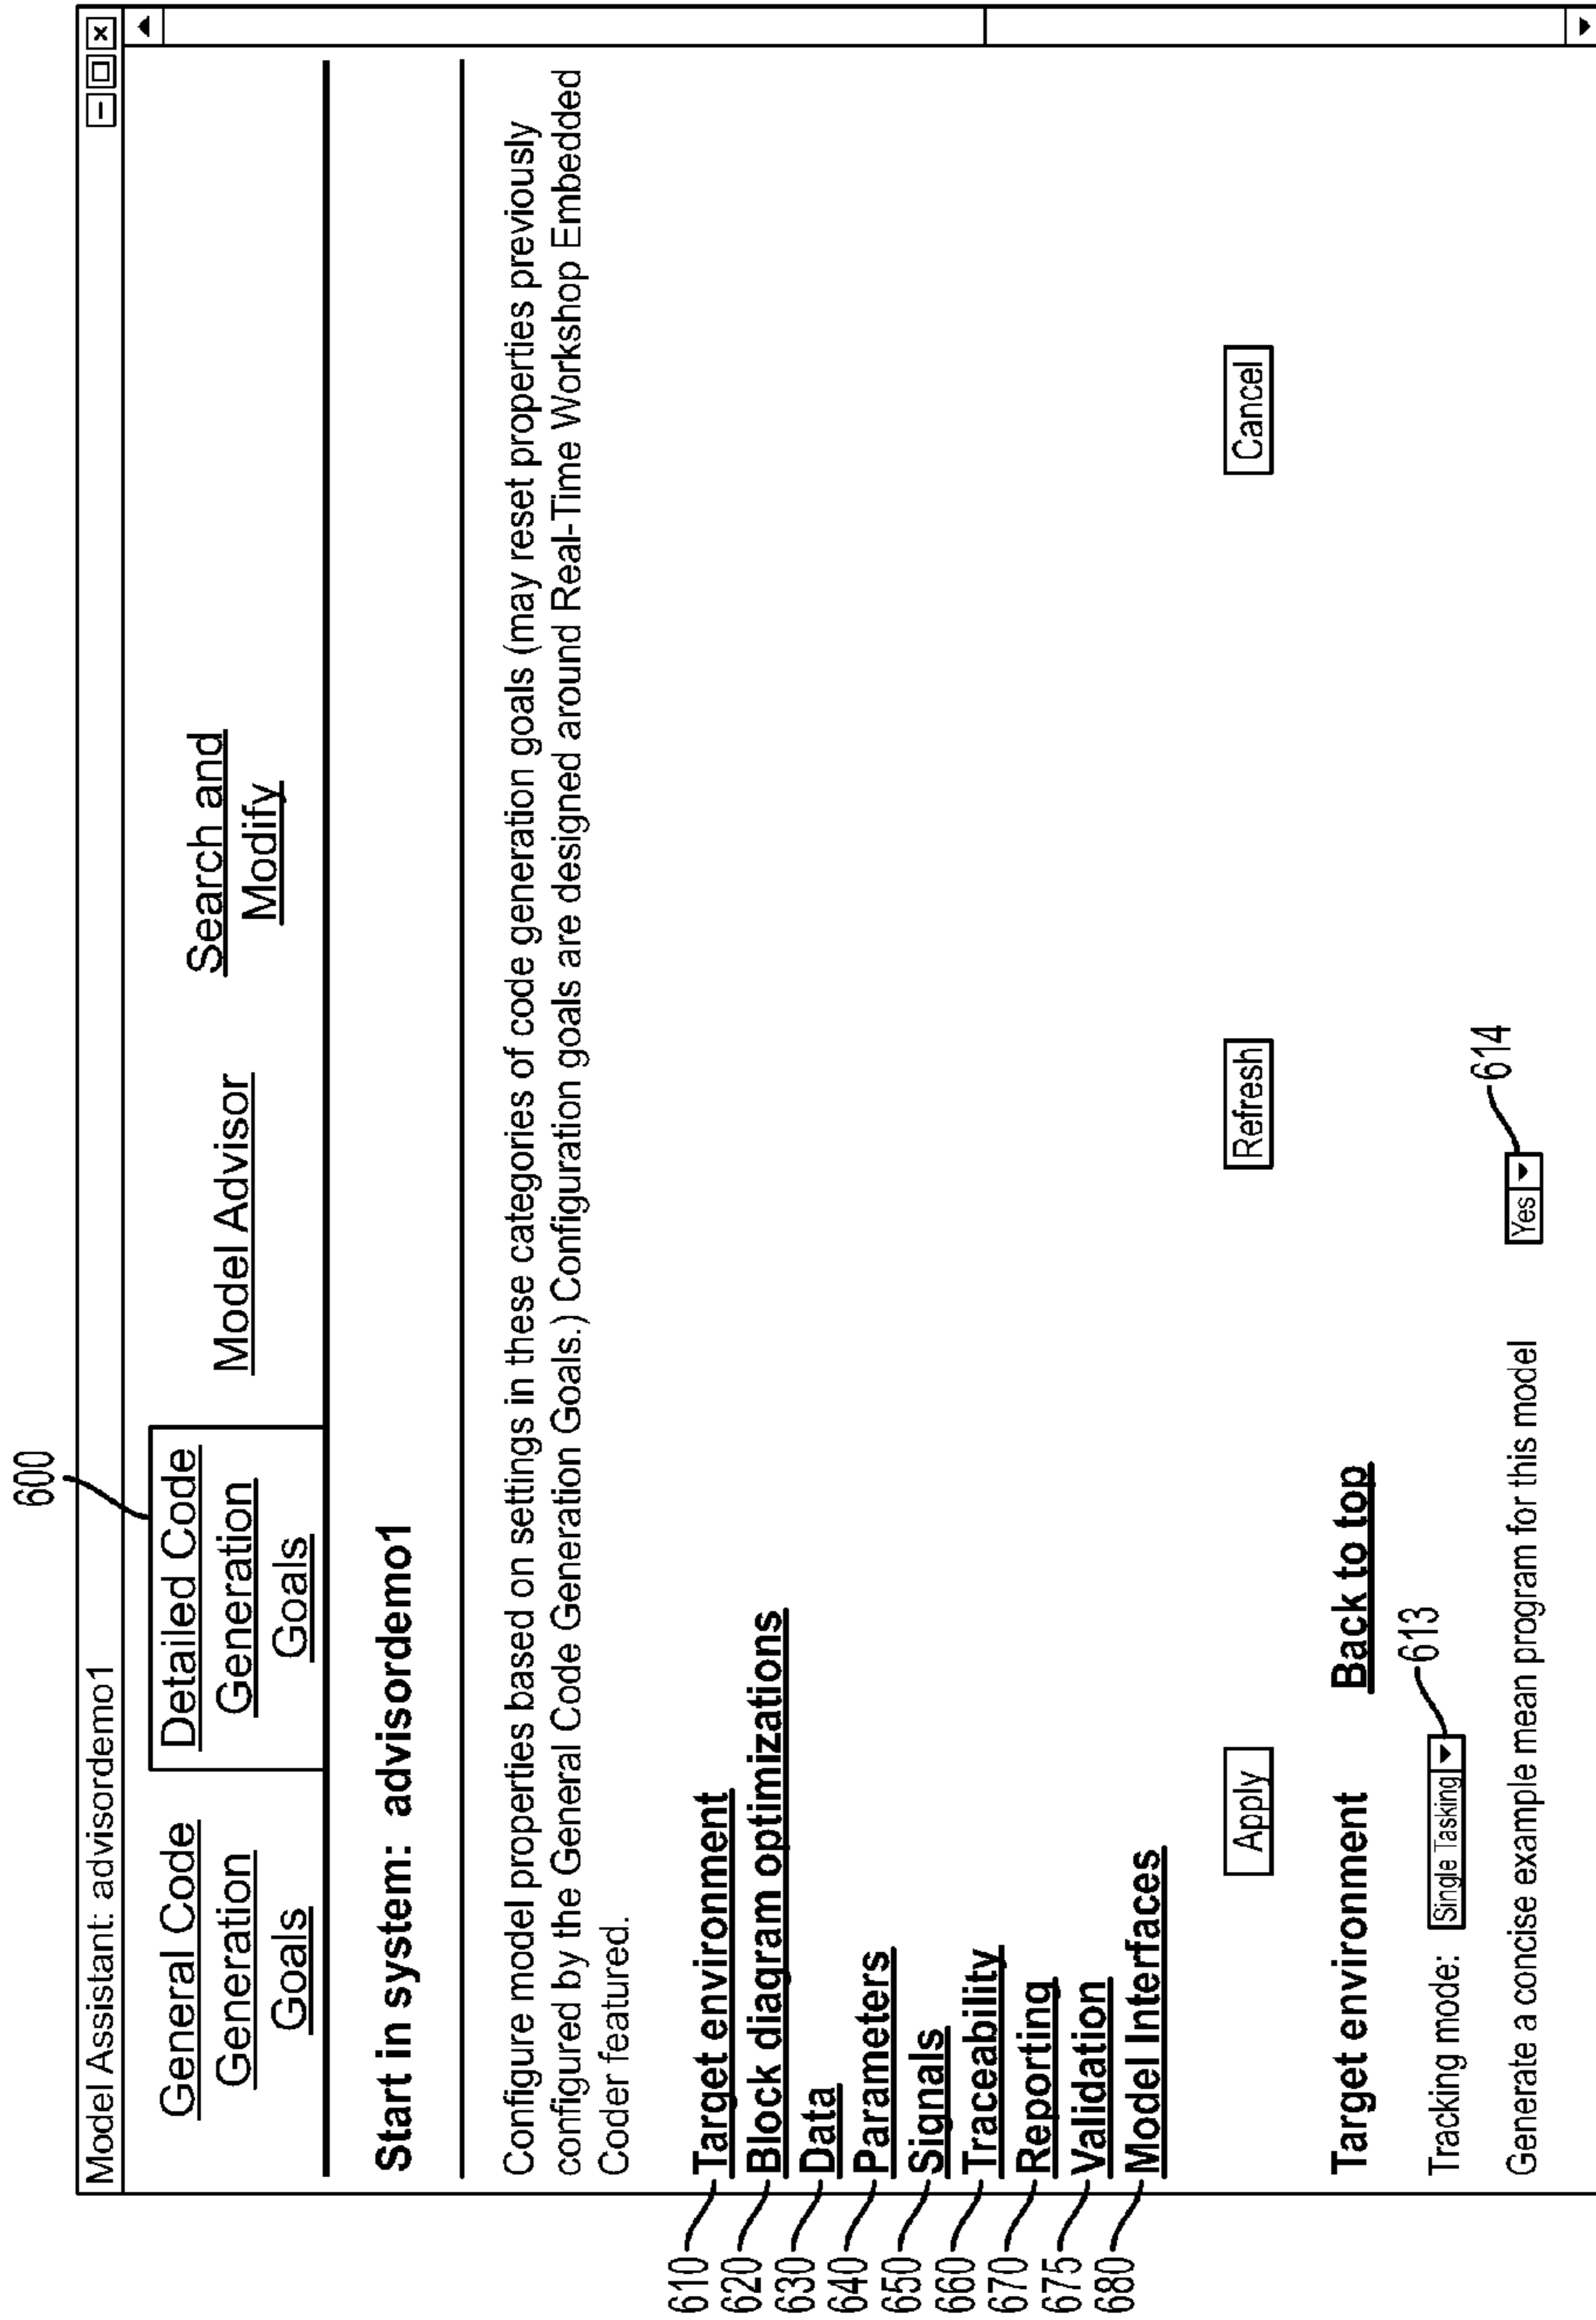 600
Model Assistant: advisordemo1
General Code
Generation
Goals
Detailed Code
Generation
Goals
Model Advisor
Search and
Modify
Start in system: advisordemo1
Configure model properties based on settings in these categories of code generation goals (may reset properties previously
configured by the General Code Generation Goals.) Configuration goals are designed around Real-Time Workshop Embedded
Coder featured.
610 Target environment
620 Block diagram optimizations
630 Data
640 Parameters
650 Signals
660 Traceability
670 Reporting
675 Validation
680 Model Interfaces
Apply
Refresh
Cancel
Target environment
Back to top
Tracking mode: Single Tasking 613
Generate a concise example mean program for this model Yes 614